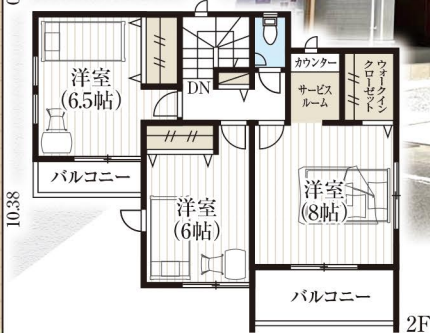 洋室
(6.5帖)
DN
カウンター
サービス
ルーム
ウォークイン
クローゼット
バルコニー
10.38
洋室
(6帖)
洋室
(8帖)
バルコニー
2F